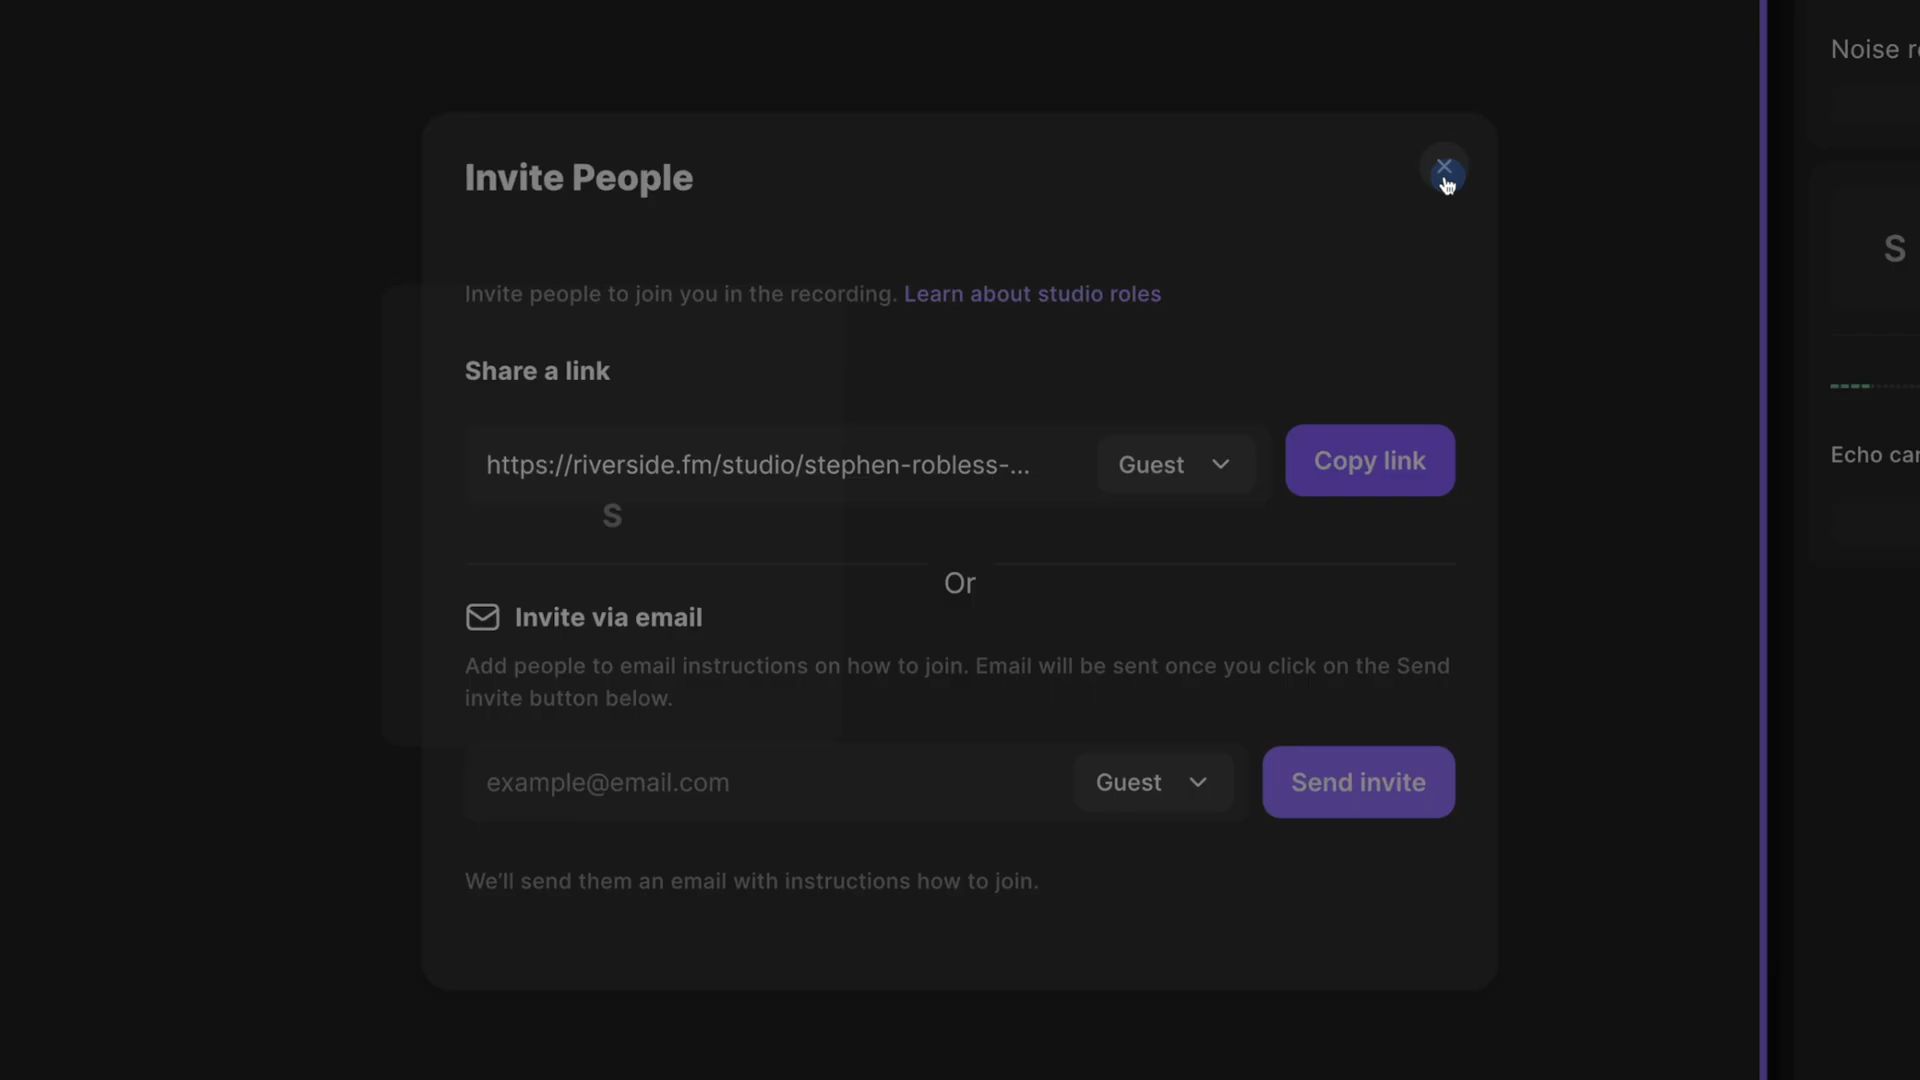 Noise r
Invite People
S
Invite people to join you in the recording. Learn about studio roles
Share a link
Echo ca
https://riverside.fm/studio/stephen-robless-...
Guest
Copy link
S
Or
Invite via email
Add people to email instructions on how to join. Email will be sent once you click on the Send
invite button below.
example@email.com
Guest
Send invite
We'll send them an email with instructions how to join.